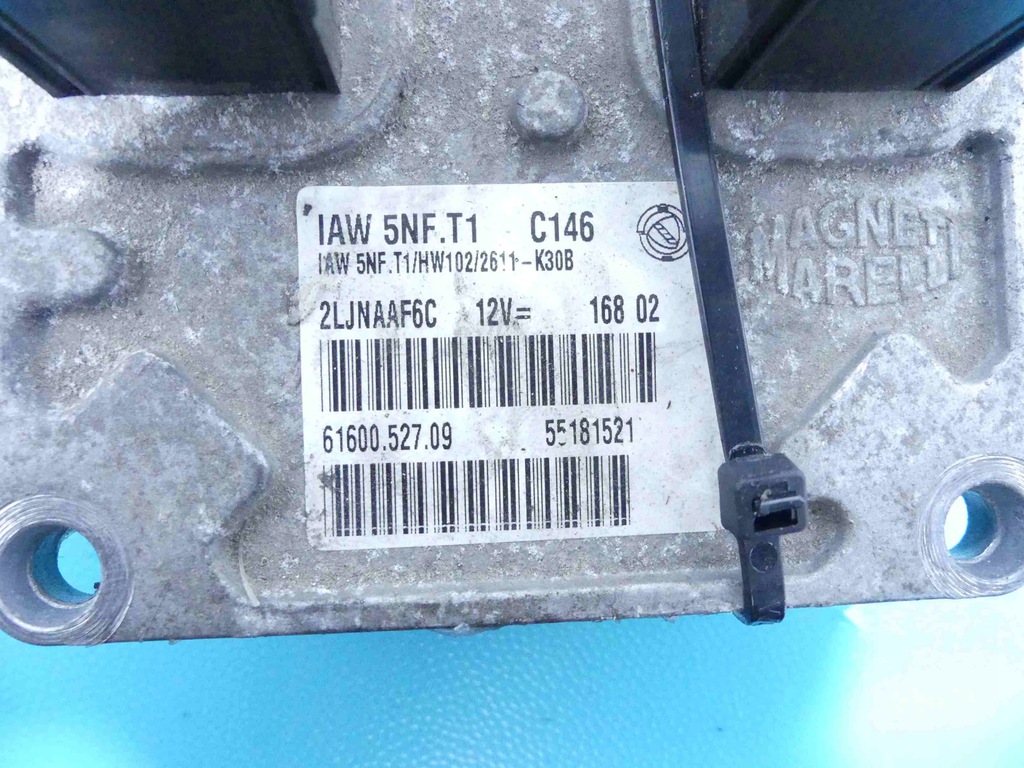 IAW 5NF.T1 C146
IAW 5NF.T1/HW102/2611-K30B
2LJNAAF6C 12V= 168 02
61600.527.09 55181521
MAGNETI
MARELLI